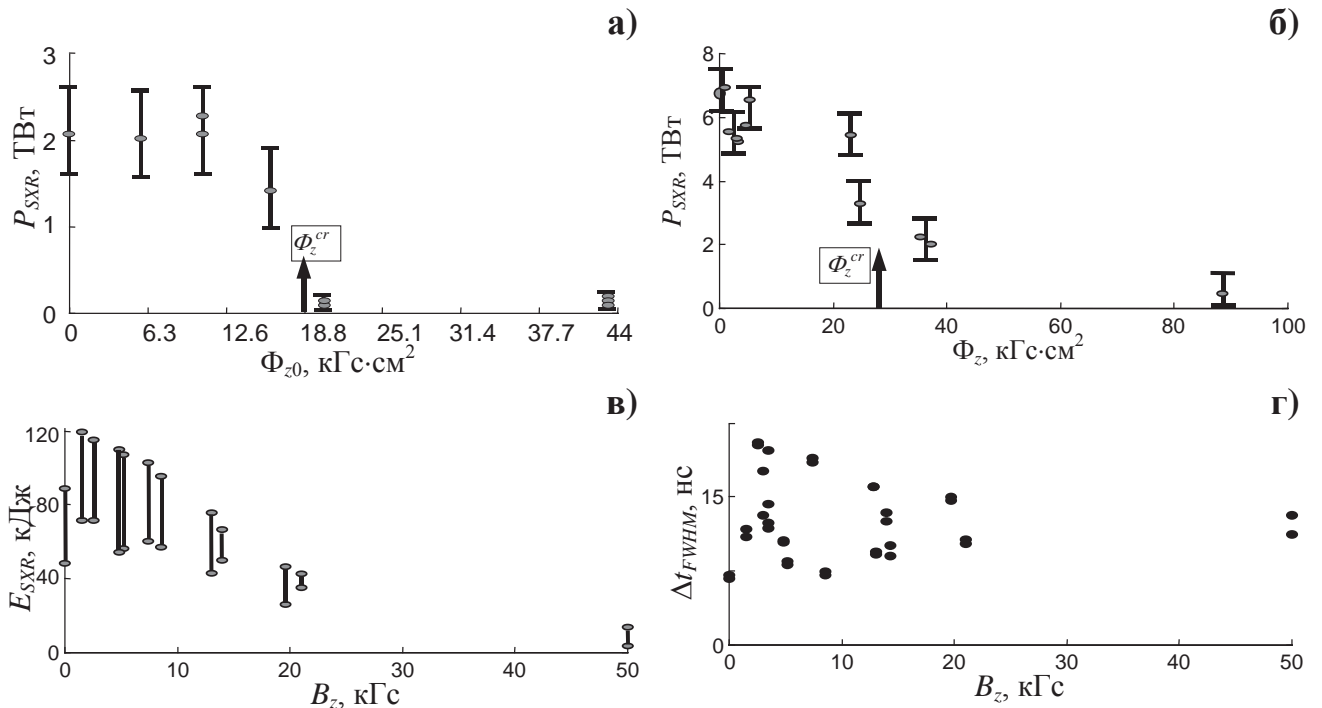 а)
3
2
1
0
P_SXR, ТВт
Φ_z^cr
0 6.3 12.6 18.8 25.1 31.4 37.7 44
Φ_z0, кГс·см²
б)
8
6
4
2
0
P_SXR, ТВт
Φ_z^cr
0 20 40 60 80 100
Φ_z, кГс·см²
в)
120
80
40
0
E_SXR, кДж
0 10 20 30 40 50
B_z, кГс
г)
15
0
Δt_FWHM, нс
0 10 20 30 40 50
B_z, кГс